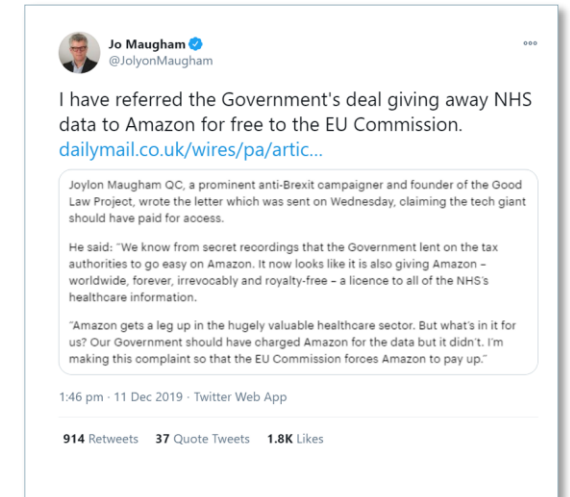 Jo Maugham
@JolyonMaugham
I have referred the Government's deal giving away NHS
data to Amazon for free to the EU Commission.
dailymail.co.uk/wires/pa/artic...
Joylon Maugham QC, a prominent anti-Brexit campaigner and founder of the Good
Law Project, wrote the letter which was sent on Wednesday, claiming the tech giant
should have paid for access.
He said: "We know from secret recordings that the Government lent on the tax
authorities to go easy on Amazon. It now looks like it is also giving Amazon –
worldwide, forever, irrevocably and royalty-free – a licence to all of the NHS's
healthcare information.
"Amazon gets a leg up in the hugely valuable healthcare sector. But what's in it for
us? Our Government should have charged Amazon for the data but it didn't. I'm
making this complaint so that the EU Commission forces Amazon to pay up."
1:46 pm · 11 Dec 2019 · Twitter Web App
914 Retweets 37 Quote Tweets 1.8K Likes